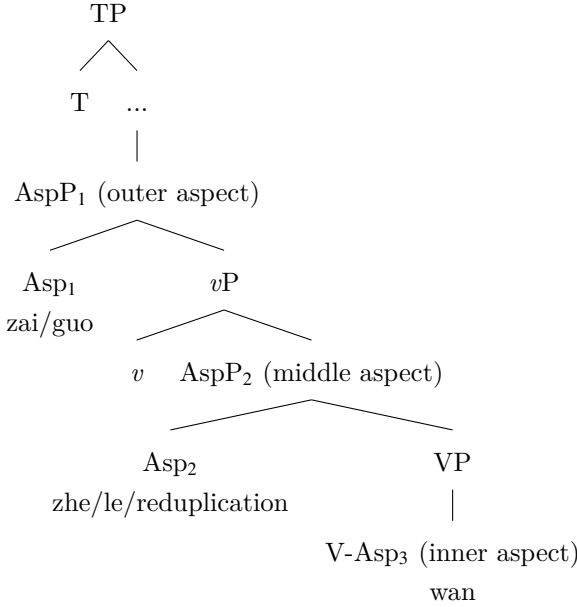 TP
T ...
AspP₁ (outer aspect)
Asp₁ vP
zai/guo
v AspP₂ (middle aspect)
Asp₂ VP
zhe/le/reduplication
V-Asp₃ (inner aspect)
wan